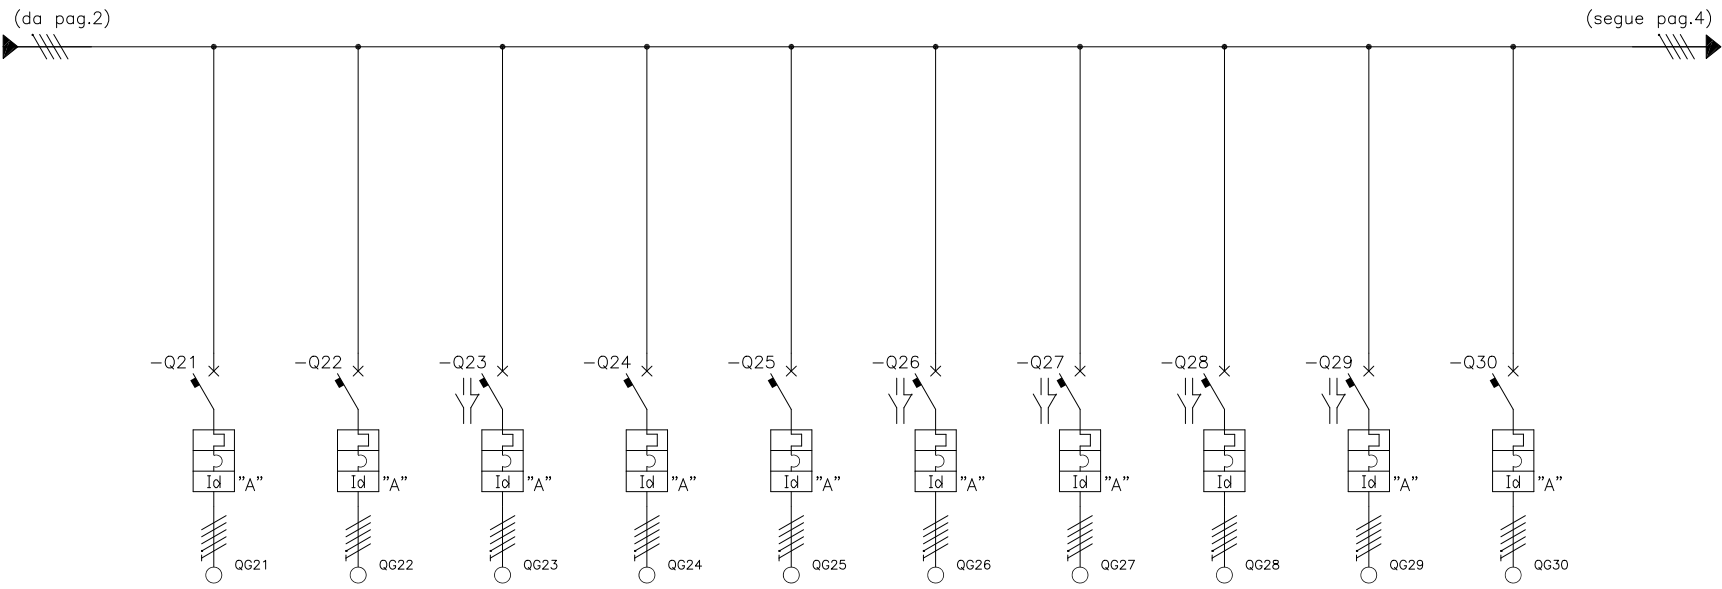 (da pag.2) (segue pag.4)
-Q21 -Q22 -Q23 -Q24 -Q25 -Q26 -Q27 -Q28 -Q29 -Q30
Id "A" Id "A" Id "A" Id "A" Id "A" Id "A" Id "A" Id Id "A" Id "A"
QG21 QG22 QG23 QG24 QG25 QG26 QG27 QG28 QG29 QG30